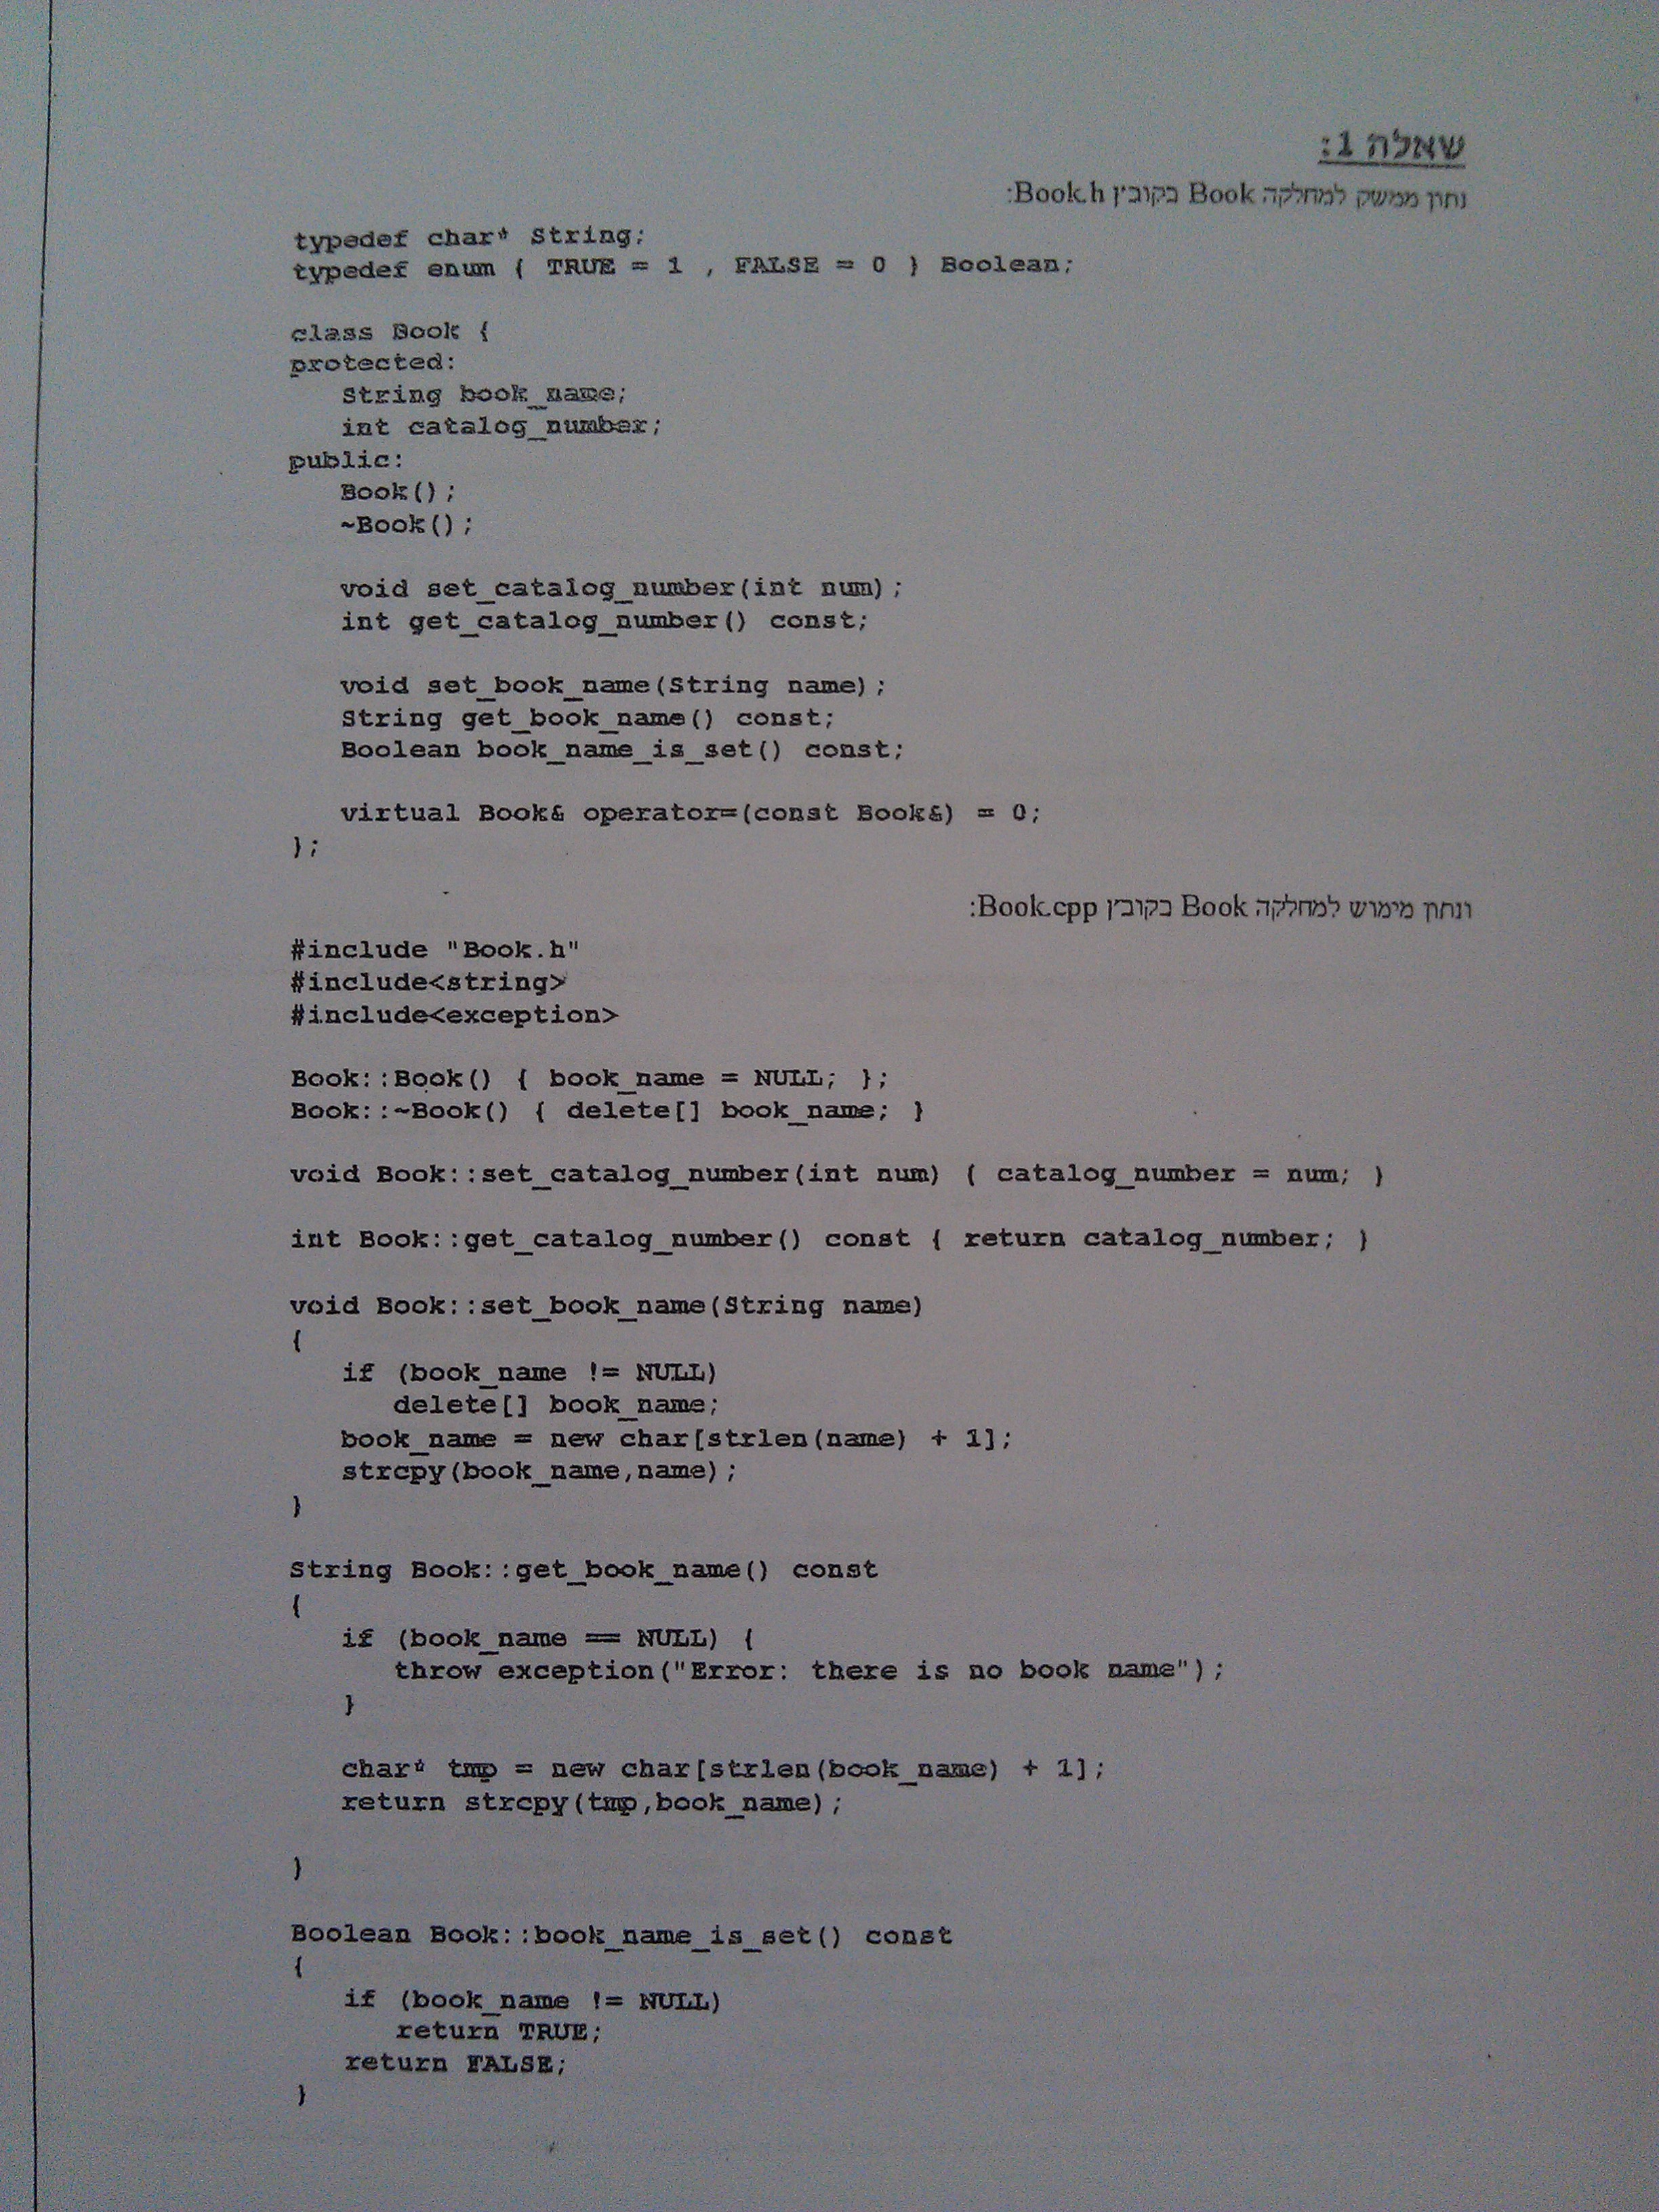 שאלה 1:
נתון ממשק למחלקה Book בקובץ Book.h:
typedef char* String;
typedef enum { TRUE = 1 , FALSE = 0 } Boolean;
class Book {
protected:
String book_name;
int catalog_number;
public:
Book();
~Book();
void set_catalog_number(int num);
int get_catalog_number() const;
void set_book_name(String name);
String get_book_name() const;
Boolean book_name_is_set() const;
virtual Book& operator=(const Book&) = 0;
};
ונתון מימוש למחלקה Book בקובץ Book.cpp:
#include "Book.h"
#include<string>
#include<exception>
Book::Book() { book_name = NULL; };
Book::~Book() { delete[] book_name; }
void Book::set_catalog_number(int num) { catalog_number = num; }
int Book::get_catalog_number() const { return catalog_number; }
void Book::set_book_name(String name)
{
if (book_name != NULL)
delete[] book_name;
book_name = new char[strlen(name) + 1];
strcpy(book_name,name);
}
String Book::get_book_name() const
{
if (book_name == NULL) {
throw exception("Error: there is no book name");
}
char* tmp = new char[strlen(book_name) + 1];
return strcpy(tmp,book_name);
}
Boolean Book::book_name_is_set() const
{
if (book_name != NULL)
return TRUE;
return FALSE;
}